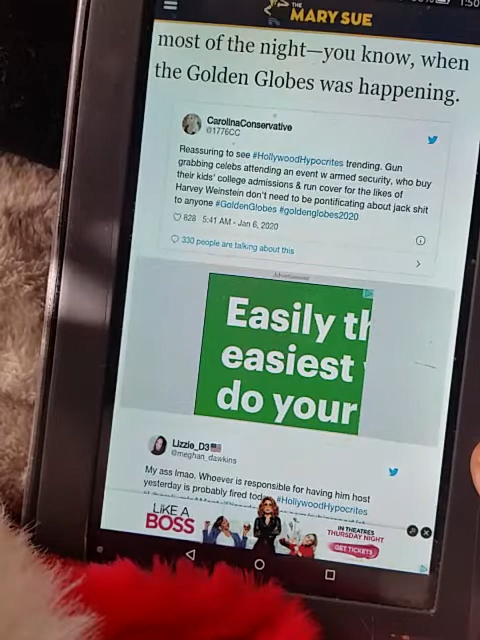 THE
MARY SUE
1:50
most of the night—you know, when
the Golden Globes was happening.
CarolinaConservative
@1776CC
Reassuring to see #HollywoodHypocrites trending. Gun
grabbing celebs attending an event w armed security, who buy
their kids' college admissions & run cover for the likes of
Harvey Weinstein don't need to be pontificating about jack shit
to anyone #GoldenGlobes #goldenglobes2020
828 5:41 AM - Jan 6, 2020
330 people are talking about this
Advertisement
Easily th
easiest
do your
Lizzie_D3
@meghan_dawkins
My ass lmao. Whoever is responsible for having him host
yesterday is probably fired today #HollywoodHypocrites
LiKE A
BOSS
IN THEATRES
THURSDAY NIGHT
GET TICKETS